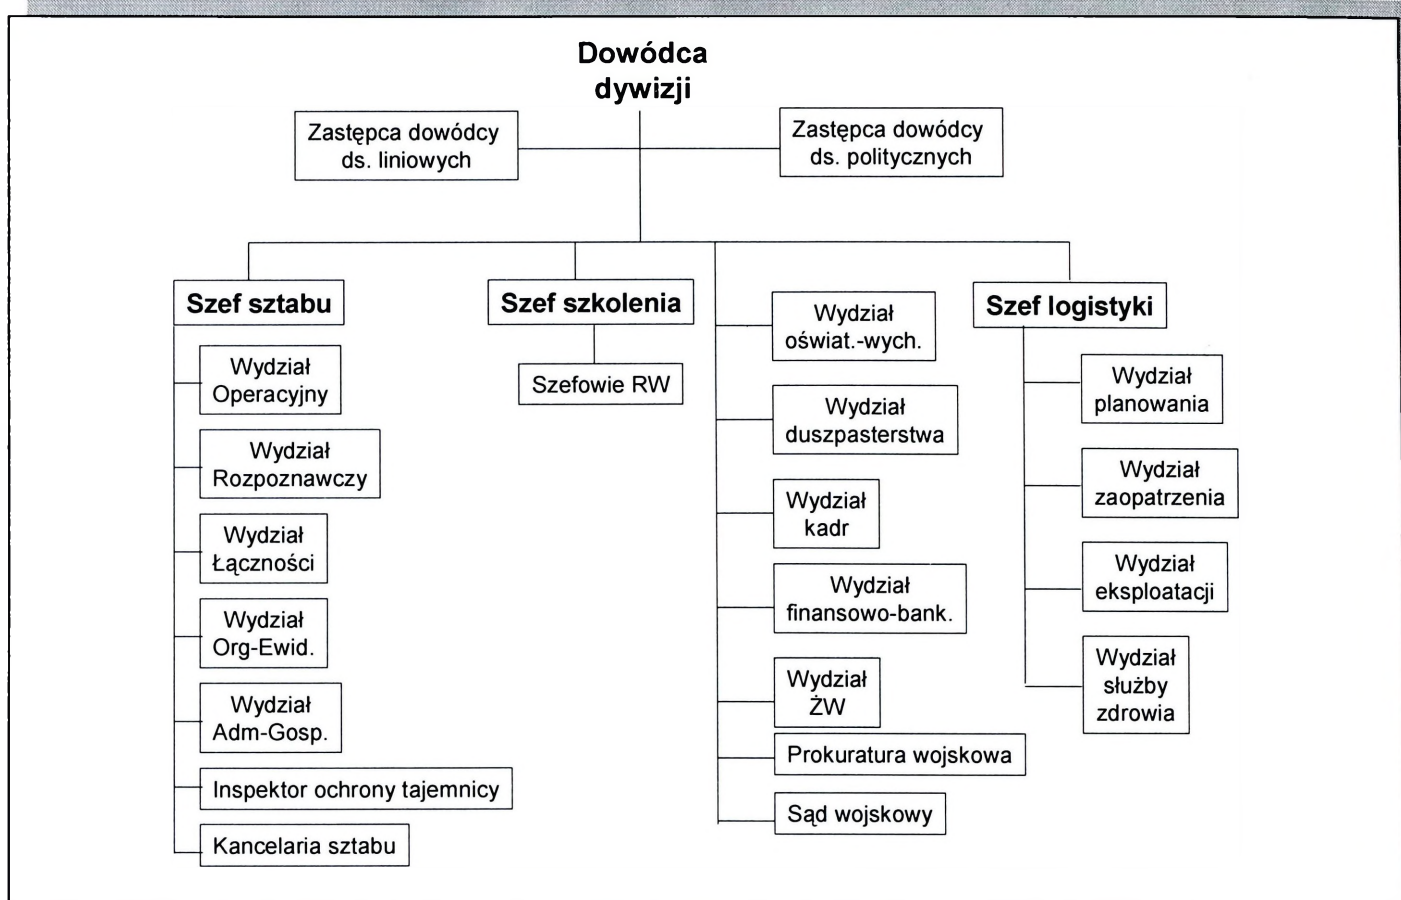 Dowódca
dywizji
Zastępca dowódcy
ds. liniowych
Zastępca dowódcy
ds. politycznych
Szef sztabu
Wydział
Operacyjny
Wydział
Rozpoznawczy
Wydział
Łączności
Wydział
Org-Ewid.
Wydział
Adm-Gosp.
Inspektor ochrony tajemnicy
Kancelaria sztabu
Szef szkolenia
Szefowie RW
Wydział
oświat.-wych.
Wydział
duszpasterstwa
Wydział
kadr
Wydział
finansowo-bank.
Wydział
ŻW
Prokuratura wojskowa
Sąd wojskowy
Szef logistyki
Wydział
planowania
Wydział
zaopatrzenia
Wydział
eksploatacji
Wydział
służby
zdrowia